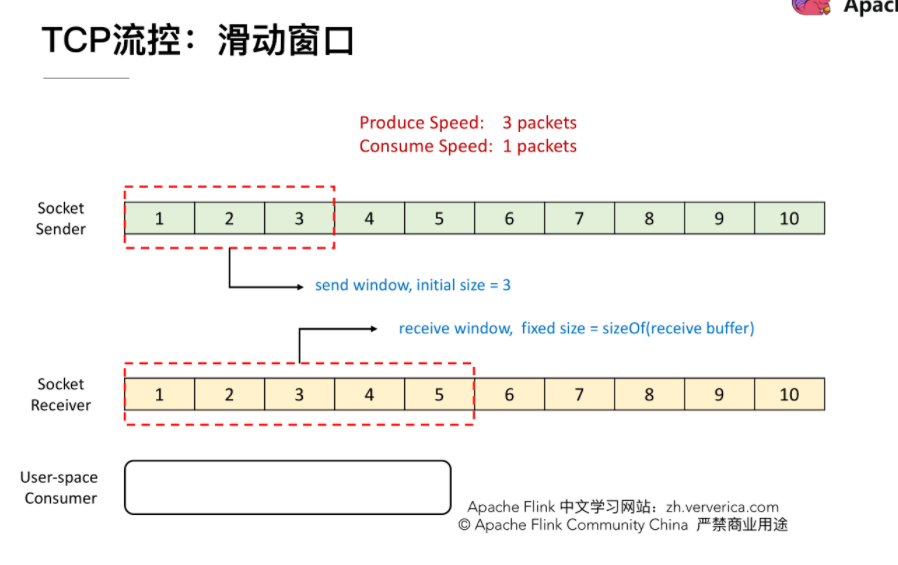 Apac
TCP流控：滑动窗口
Produce Speed: 3 packets
Consume Speed: 1 packets
Socket
Sender
1 2 3 4 5 6 7 8 9 10
send window, initial size = 3
receive window, fixed size = sizeOf(receive buffer)
Socket
Receiver
1 2 3 4 5 6 7 8 9 10
User-space
Consumer
Apache Flink 中文学习网站：zh.ververica.com
© Apache Flink Community China 严禁商业用途